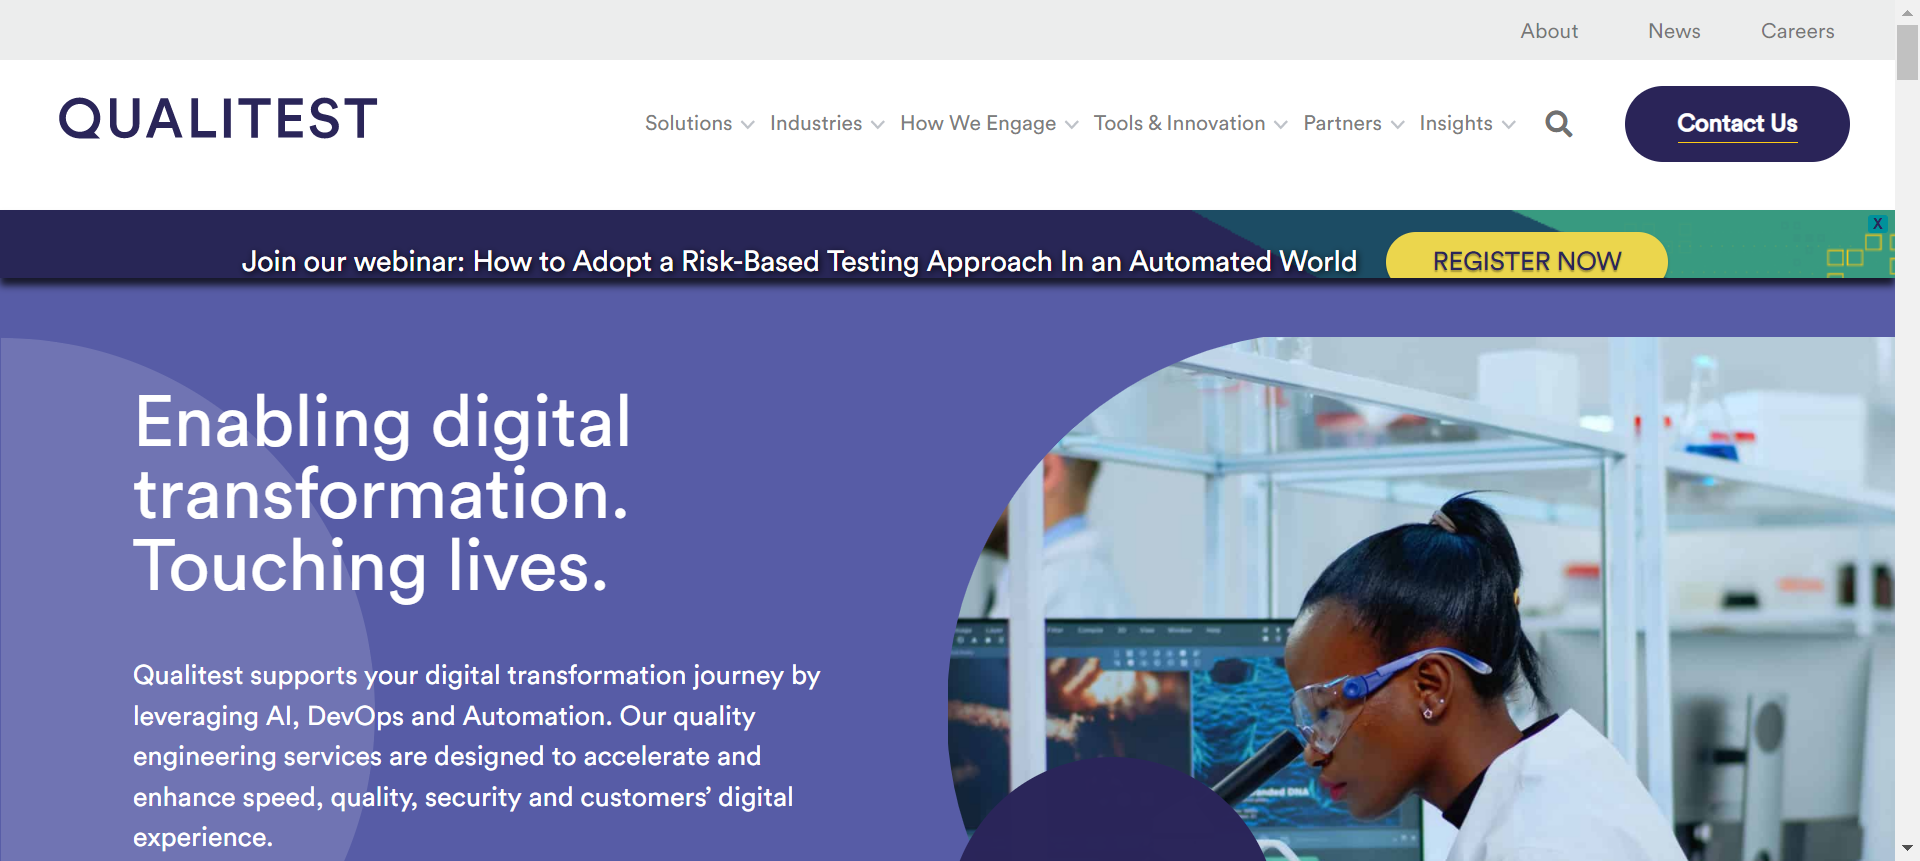 About News Careers
QUALITEST
Solutions Industries How We Engage Tools & Innovation Partners Insights
Contact Us
X
Join our webinar: How to Adopt a Risk-Based Testing Approach In an Automated World REGISTER NOW
Enabling digital
transformation.
Touching lives.
Qualitest supports your digital transformation journey by
leveraging AI, DevOps and Automation. Our quality
engineering services are designed to accelerate and
enhance speed, quality, security and customers’ digital
experience.
Window Help
DNA